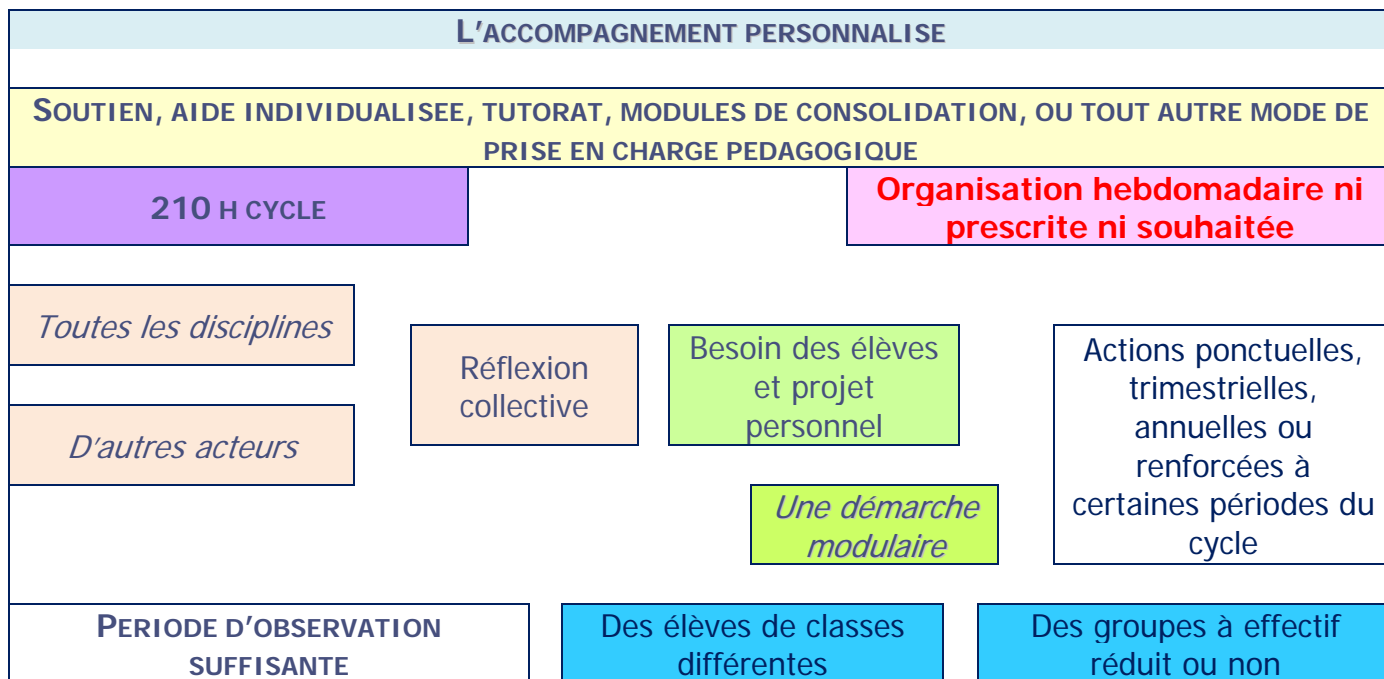 L'ACCOMPAGNEMENT PERSONNALISE
SOUTIEN, AIDE INDIVIDUALISEE, TUTORAT, MODULES DE CONSOLIDATION, OU TOUT AUTRE MODE DE
PRISE EN CHARGE PEDAGOGIQUE
210 H CYCLE
Organisation hebdomadaire ni
prescrite ni souhaitée
Toutes les disciplines
D'autres acteurs
Réflexion
collective
Besoin des élèves
et projet
personnel
Une démarche
modulaire
Actions ponctuelles,
trimestrielles,
annuelles ou
renforcées à
certaines périodes du
cycle
PERIODE D'OBSERVATION
SUFFISANTE
Des élèves de classes
différentes
Des groupes à effectif
réduit ou non